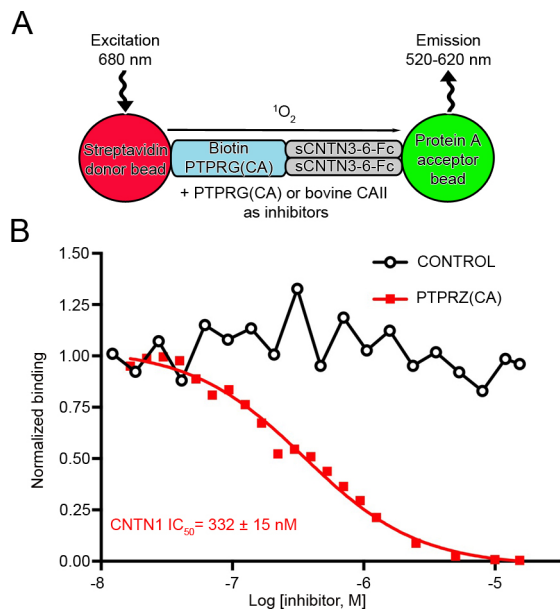 A
Excitation
680 nm
Emission
520-620 nm
¹O₂
Streptavidin
donor bead
Biotin
PTPRG(CA)
sCNTN3-6-Fc
sCNTN3-6-Fc
Protein A
acceptor
bead
+ PTPRG(CA) or bovine CAII
as inhibitors
B
1.50
1.25
1.00
0.75
0.50
0.25
0.00
Normalized binding
CONTROL
PTPRZ(CA)
CNTN1 IC₅₀= 332 ± 15 nM
-8
-7
-6
-5
Log [inhibitor, M]